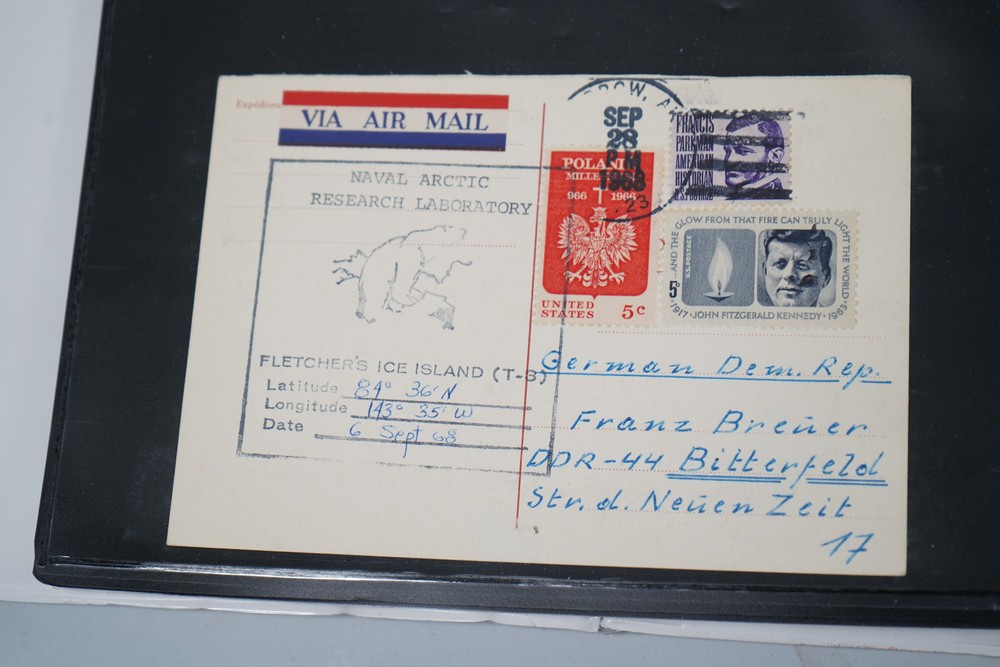 Expéditeur
VIA AIR MAIL
NAVAL ARCTIC
RESEARCH LABORATORY
FLETCHER'S ICE ISLAND (T-3)
Latitude 84° 36' N
Longitude 143° 35' W
Date 6 Sept 68
SEP
28
P M
1968
POLAND
966 1966
UNITED
STATES 5c
FRANCIS
PARKMAN
AMERICAN
HISTORIAN
U.S. POSTAGE
AND THE GLOW FROM THAT FIRE CAN TRULY LIGHT THE WORLD
U.S. POSTAGE
5c
1917 · JOHN FITZGERALD KENNEDY · 1963
German Dem. Rep.
Franz Breuer
DDR-44 Bitterfeld
Str. d. Neuen Zeit
17